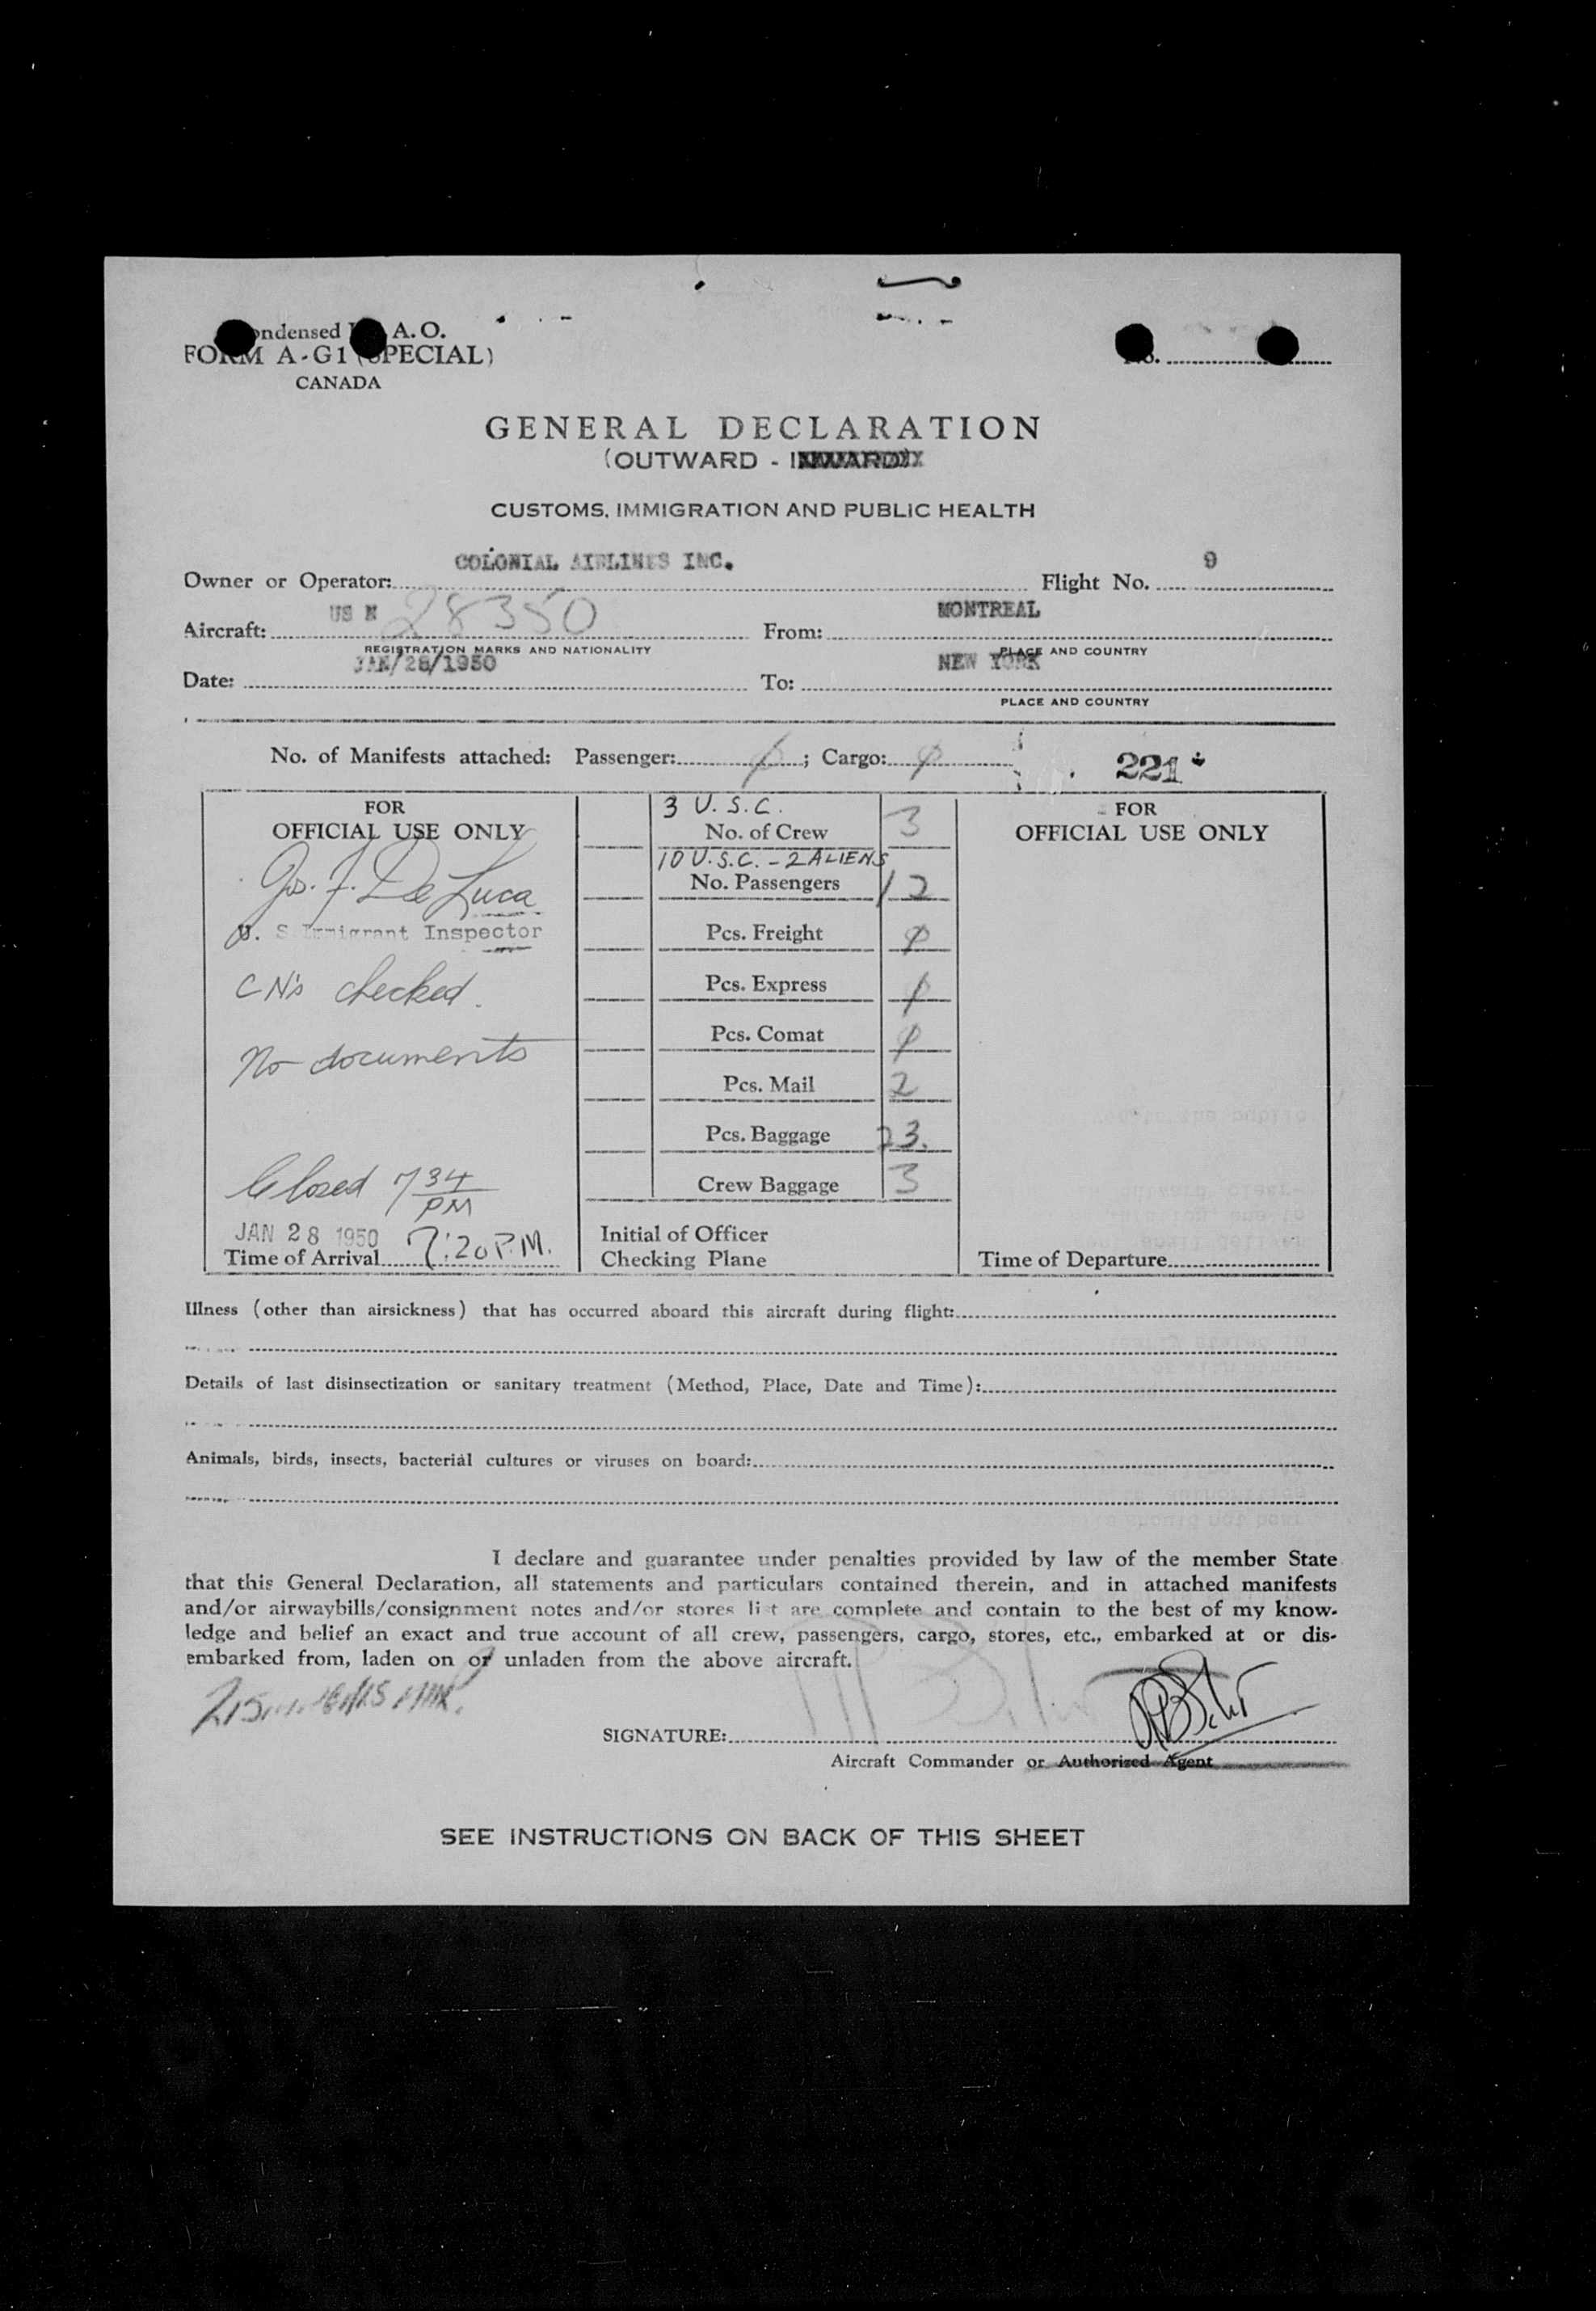 Condensed A.O.
FORM A-G1 (SPECIAL)
CANADA
No.
GENERAL DECLARATION
(OUTWARD - INWARD)
CUSTOMS, IMMIGRATION AND PUBLIC HEALTH
COLONIAL AIRLINES INC.
9
Owner or Operator:
Flight No.
US N 28350
MONTREAL
Aircraft:
From:
REGISTRATION MARKS AND NATIONALITY
PLACE AND COUNTRY
JAN/28/1950
NEW YORK
Date:
To:
PLACE AND COUNTRY
No. of Manifests attached: Passenger: ; Cargo:
221
FOR
OFFICIAL USE ONLY
Jos. J. De Luca
U. S. Immigrant Inspector
CN's checked.
No documents
Closed 7 34 PM
JAN 28 1950
Time of Arrival 7:20 P.M.
3 U.S.C.
No. of Crew 3
10 U.S.C. - 2 ALIENS
No. Passengers 12
Pcs. Freight
Pcs. Express
Pcs. Comat
Pcs. Mail 2
Pcs. Baggage 23.
Crew Baggage 3
Initial of Officer
Checking Plane
FOR
OFFICIAL USE ONLY
Time of Departure
Illness (other than airsickness) that has occurred aboard this aircraft during flight:
Details of last disinsectization or sanitary treatment (Method, Place, Date and Time):
Animals, birds, insects, bacterial cultures or viruses on board:
I declare and guarantee under penalties provided by law of the member State
that this General Declaration, all statements and particulars contained therein, and in attached manifests
and/or airwaybills/consignment notes and/or stores list are complete and contain to the best of my know-
ledge and belief an exact and true account of all crew, passengers, cargo, stores, etc., embarked at or dis-
embarked from, laden on or unladen from the above aircraft.
SIGNATURE:
Aircraft Commander or Authorized Agent
SEE INSTRUCTIONS ON BACK OF THIS SHEET